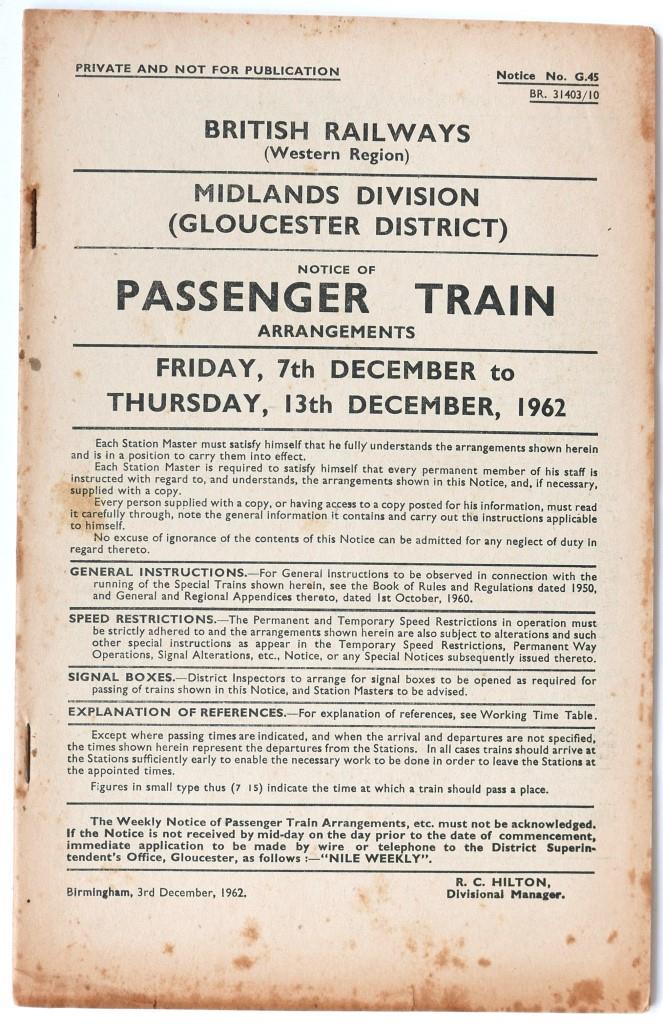 PRIVATE AND NOT FOR PUBLICATION
Notice No. G.45
BR. 31403/10
BRITISH RAILWAYS
(Western Region)
MIDLANDS DIVISION
(GLOUCESTER DISTRICT)
NOTICE OF
PASSENGER TRAIN
ARRANGEMENTS
FRIDAY, 7th DECEMBER to
THURSDAY, 13th DECEMBER, 1962
Each Station Master must satisfy himself that he fully understands the arrangements shown herein
and is in a position to carry them into effect.
Each Station Master is required to satisfy himself that every permanent member of his staff is
instructed with regard to, and understands, the arrangements shown in this Notice, and, if necessary,
supplied with a copy.
Every person supplied with a copy, or having access to a copy posted for his information, must read
it carefully through, note the general information it contains and carry out the instructions applicable
to himself.
No excuse of ignorance of the contents of this Notice can be admitted for any neglect of duty in
regard thereto.
GENERAL INSTRUCTIONS.—For General Instructions to be observed in connection with the
running of the Special Trains shown herein, see the Book of Rules and Regulations dated 1950,
and General and Regional Appendices thereto, dated 1st October, 1960.
SPEED RESTRICTIONS.—The Permanent and Temporary Speed Restrictions in operation must
be strictly adhered to and the arrangements shown herein are also subject to alterations and such
other special instructions as appear in the Temporary Speed Restrictions, Permanent Way
Operations, Signal Alterations, etc., Notice, or any Special Notices subsequently issued thereto.
SIGNAL BOXES.—District Inspectors to arrange for signal boxes to be opened as required for
passing of trains shown in this Notice, and Station Masters to be advised.
EXPLANATION OF REFERENCES.—For explanation of references, see Working Time Table.
Except where passing times are indicated, and when the arrival and departures are not specified,
the times shown herein represent the departures from the Stations. In all cases trains should arrive at
the Stations sufficiently early to enable the necessary work to be done in order to leave the Stations at
the appointed times.
Figures in small type thus (7 15) indicate the time at which a train should pass a place.
The Weekly Notice of Passenger Train Arrangements, etc. must not be acknowledged.
If the Notice is not received by mid-day on the day prior to the date of commencement,
immediate application to be made by wire or telephone to the District Superin-
tendent's Office, Gloucester, as follows :—"NILE WEEKLY".
R. C. HILTON,
Birmingham, 3rd December, 1962.
Divisional Manager.